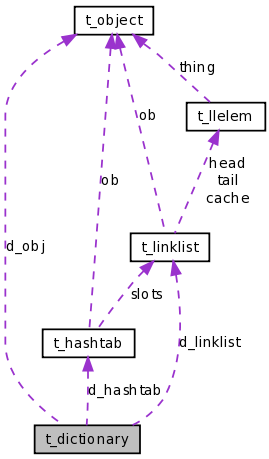 t_object
thing
t_llelem
ob
head
tail
cache
ob
t_linklist
d_obj
slots
t_hashtab
d_linklist
d_hashtab
t_dictionary